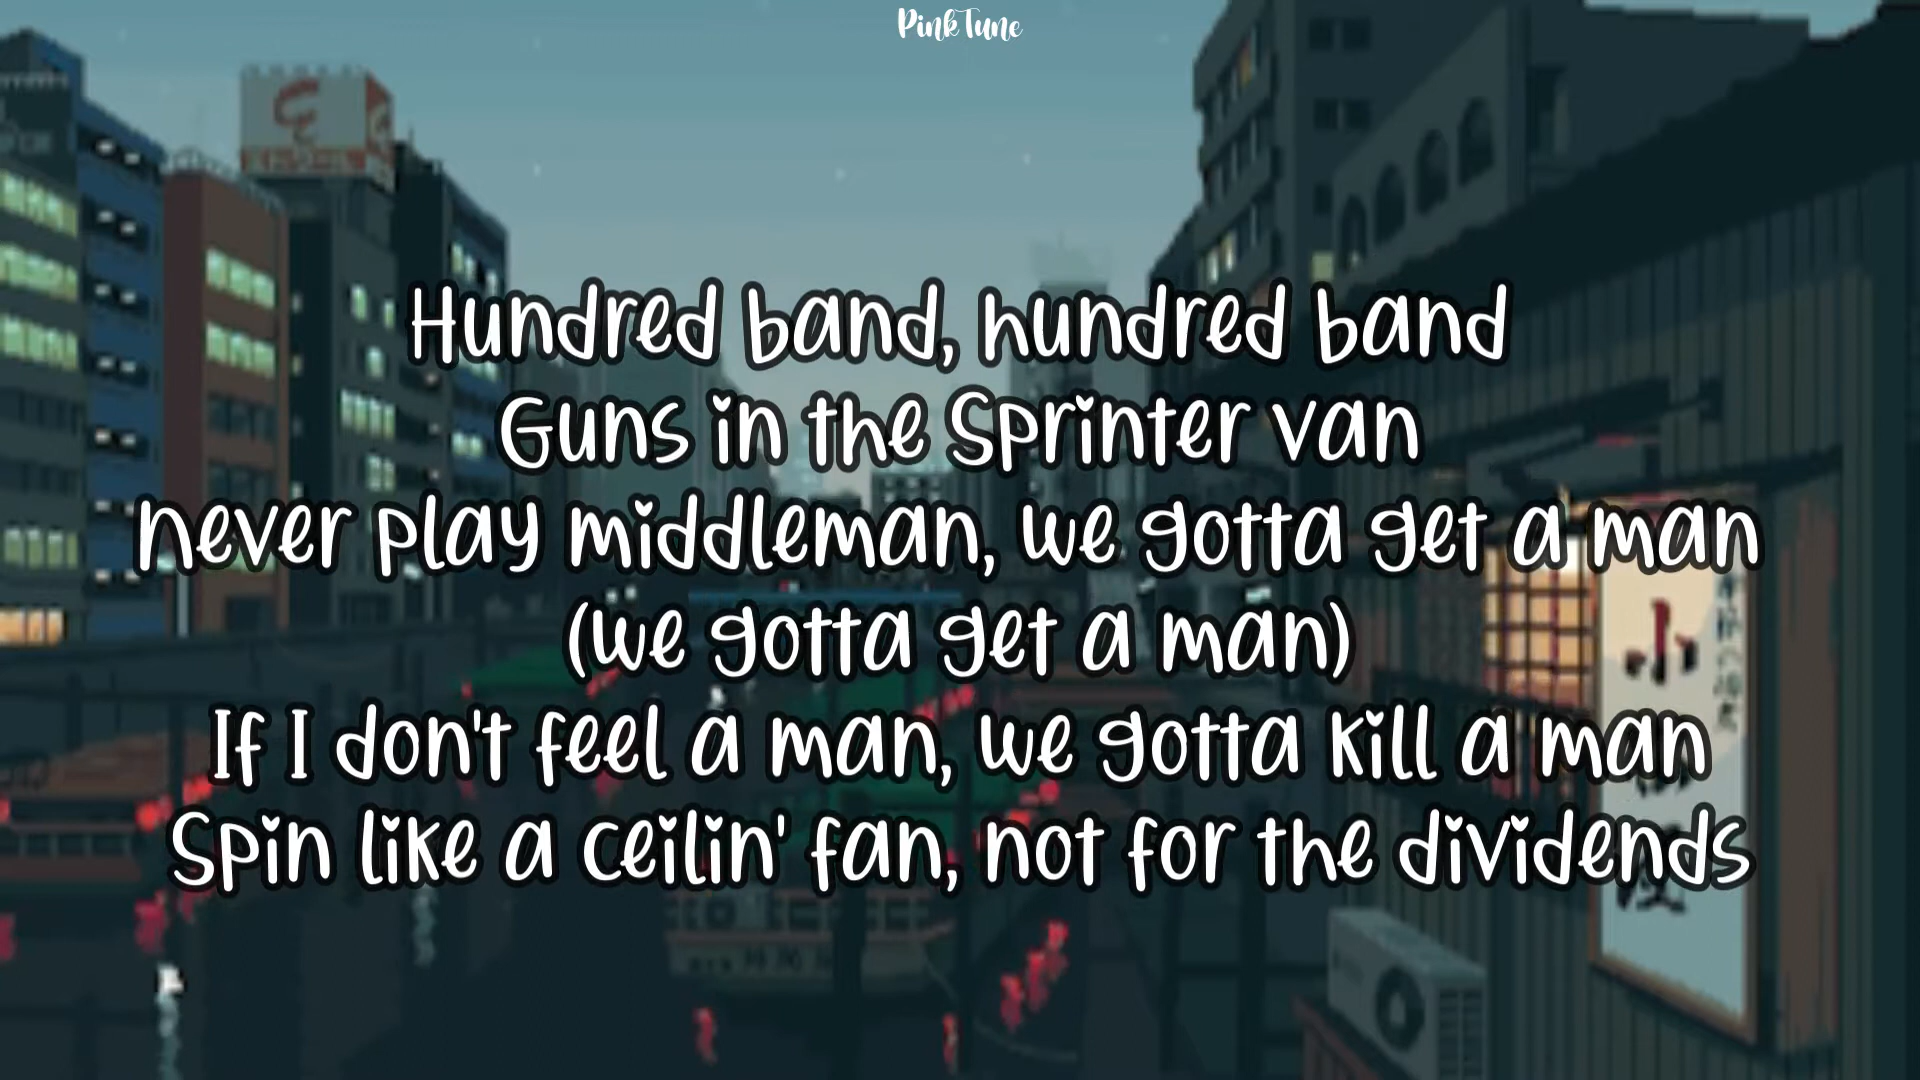 PinkTune
Hundred band, hundred band
Guns in the Sprinter van
never play middleman, we gotta get a man
(we gotta get a man)
If I don't feel a man, we gotta kill a man
Spin like a ceilin' fan, not for the dividends
小